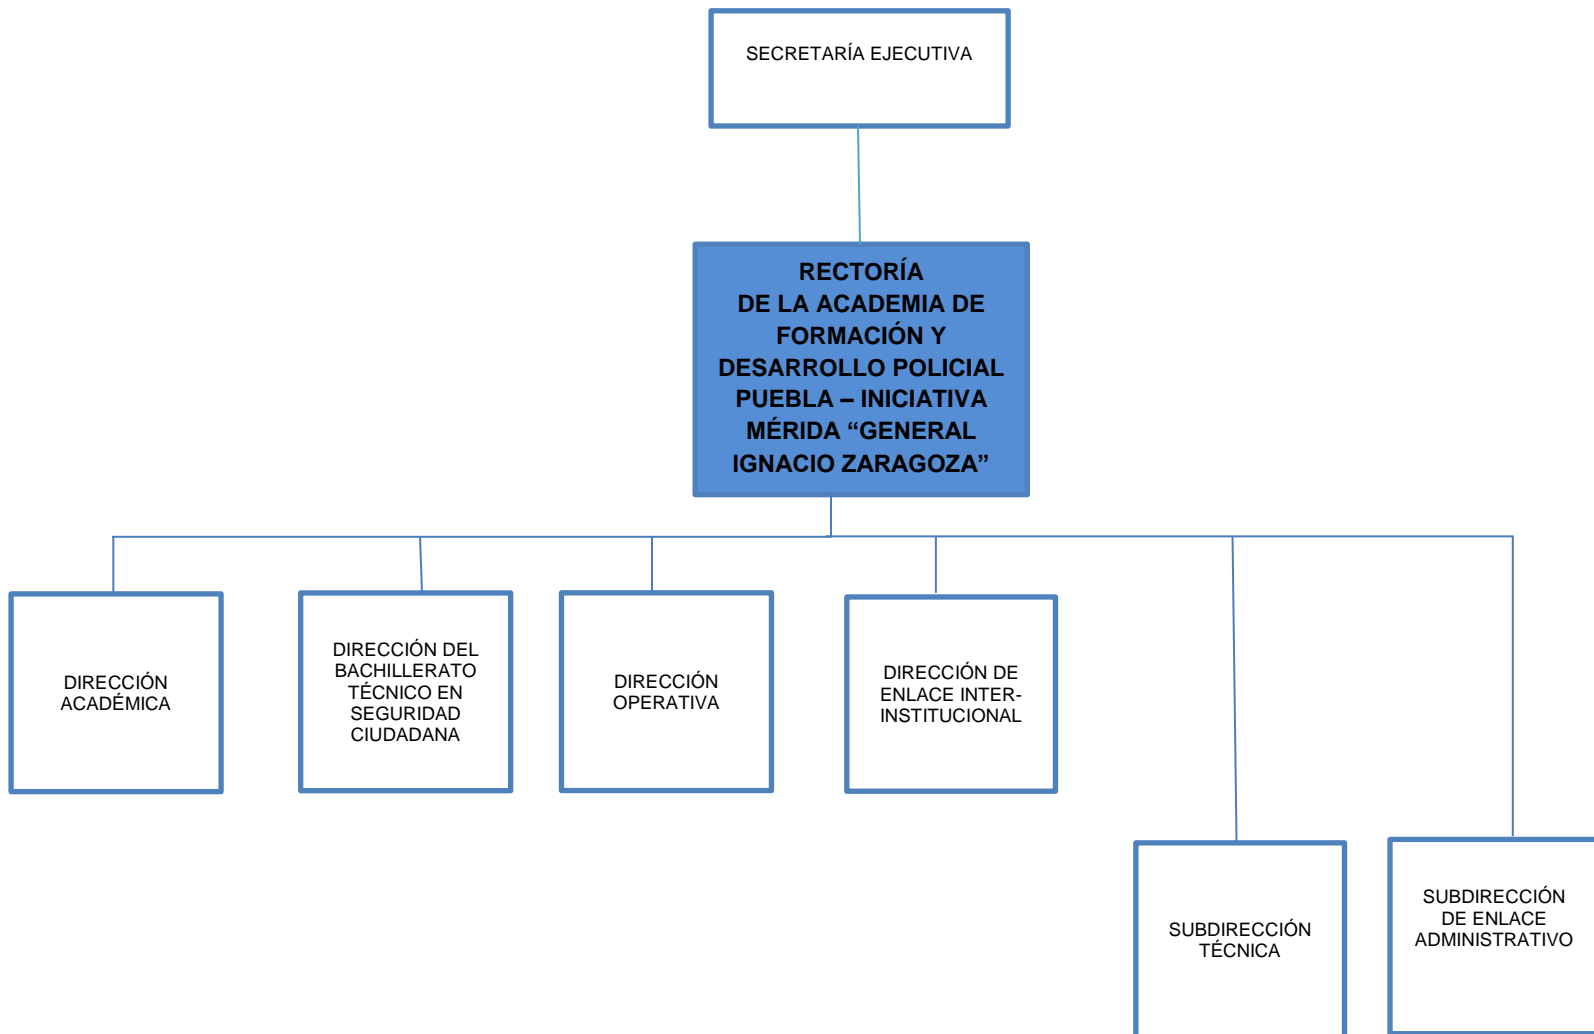 SECRETARÍA EJECUTIVA
RECTORÍA
DE LA ACADEMIA DE
FORMACIÓN Y
DESARROLLO POLICIAL
PUEBLA – INICIATIVA
MÉRIDA “GENERAL
IGNACIO ZARAGOZA”
DIRECCIÓN
ACADÉMICA
DIRECCIÓN DEL
BACHILLERATO
TÉCNICO EN
SEGURIDAD
CIUDADANA
DIRECCIÓN
OPERATIVA
DIRECCIÓN DE
ENLACE INTER-
INSTITUCIONAL
SUBDIRECCIÓN
TÉCNICA
SUBDIRECCIÓN
DE ENLACE
ADMINISTRATIVO